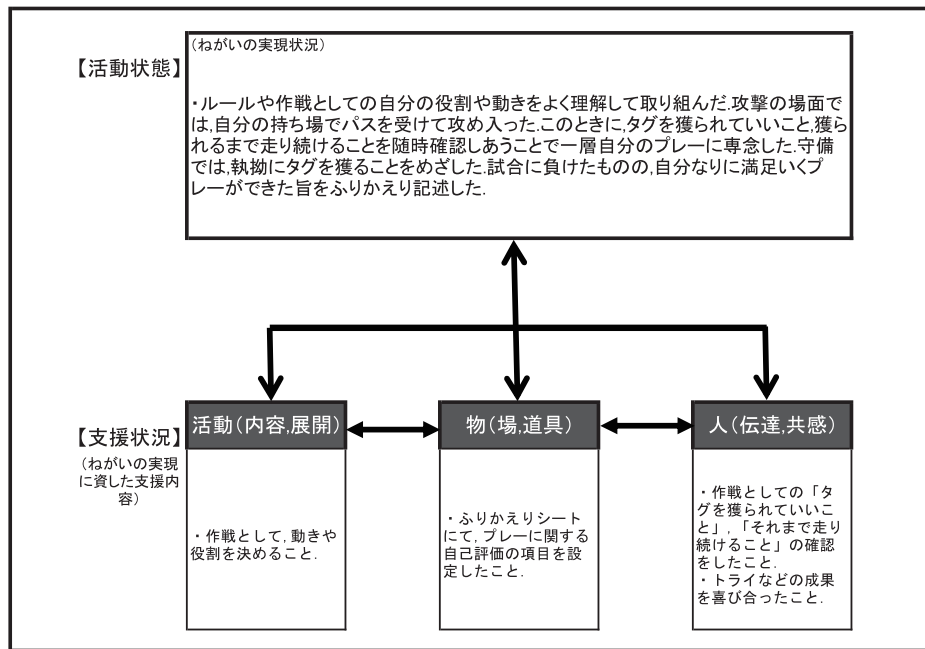 【活動状態】
(ねがいの実現状況)
・ルールや作戦としての自分の役割や動きをよく理解して取り組んだ.攻撃の場面で
は,自分の持ち場でパスを受けて攻め入った.このときに,タグを獲られていいこと,獲ら
れるまで走り続けることを随時確認しあうことで一層自分のプレーに専念した.守備
では,執拗にタグを獲ることをめざした.試合に負けたものの,自分なりに満足いくプ
レーができた旨をふりかえり記述した.
【支援状況】
(ねがいの実現
に資した支援内
容)
活動(内容,展開)
・作戦として,動きや
役割を決めること.
物(場,道具)
・ふりかえりシート
にて,プレーに関する
自己評価の項目を設
定したこと.
人(伝達,共感)
・作戦としての「タ
グを獲られていいこ
と」,「それまで走り
続けること」の確認
をしたこと.
・トライなどの成果
を喜び合ったこと.